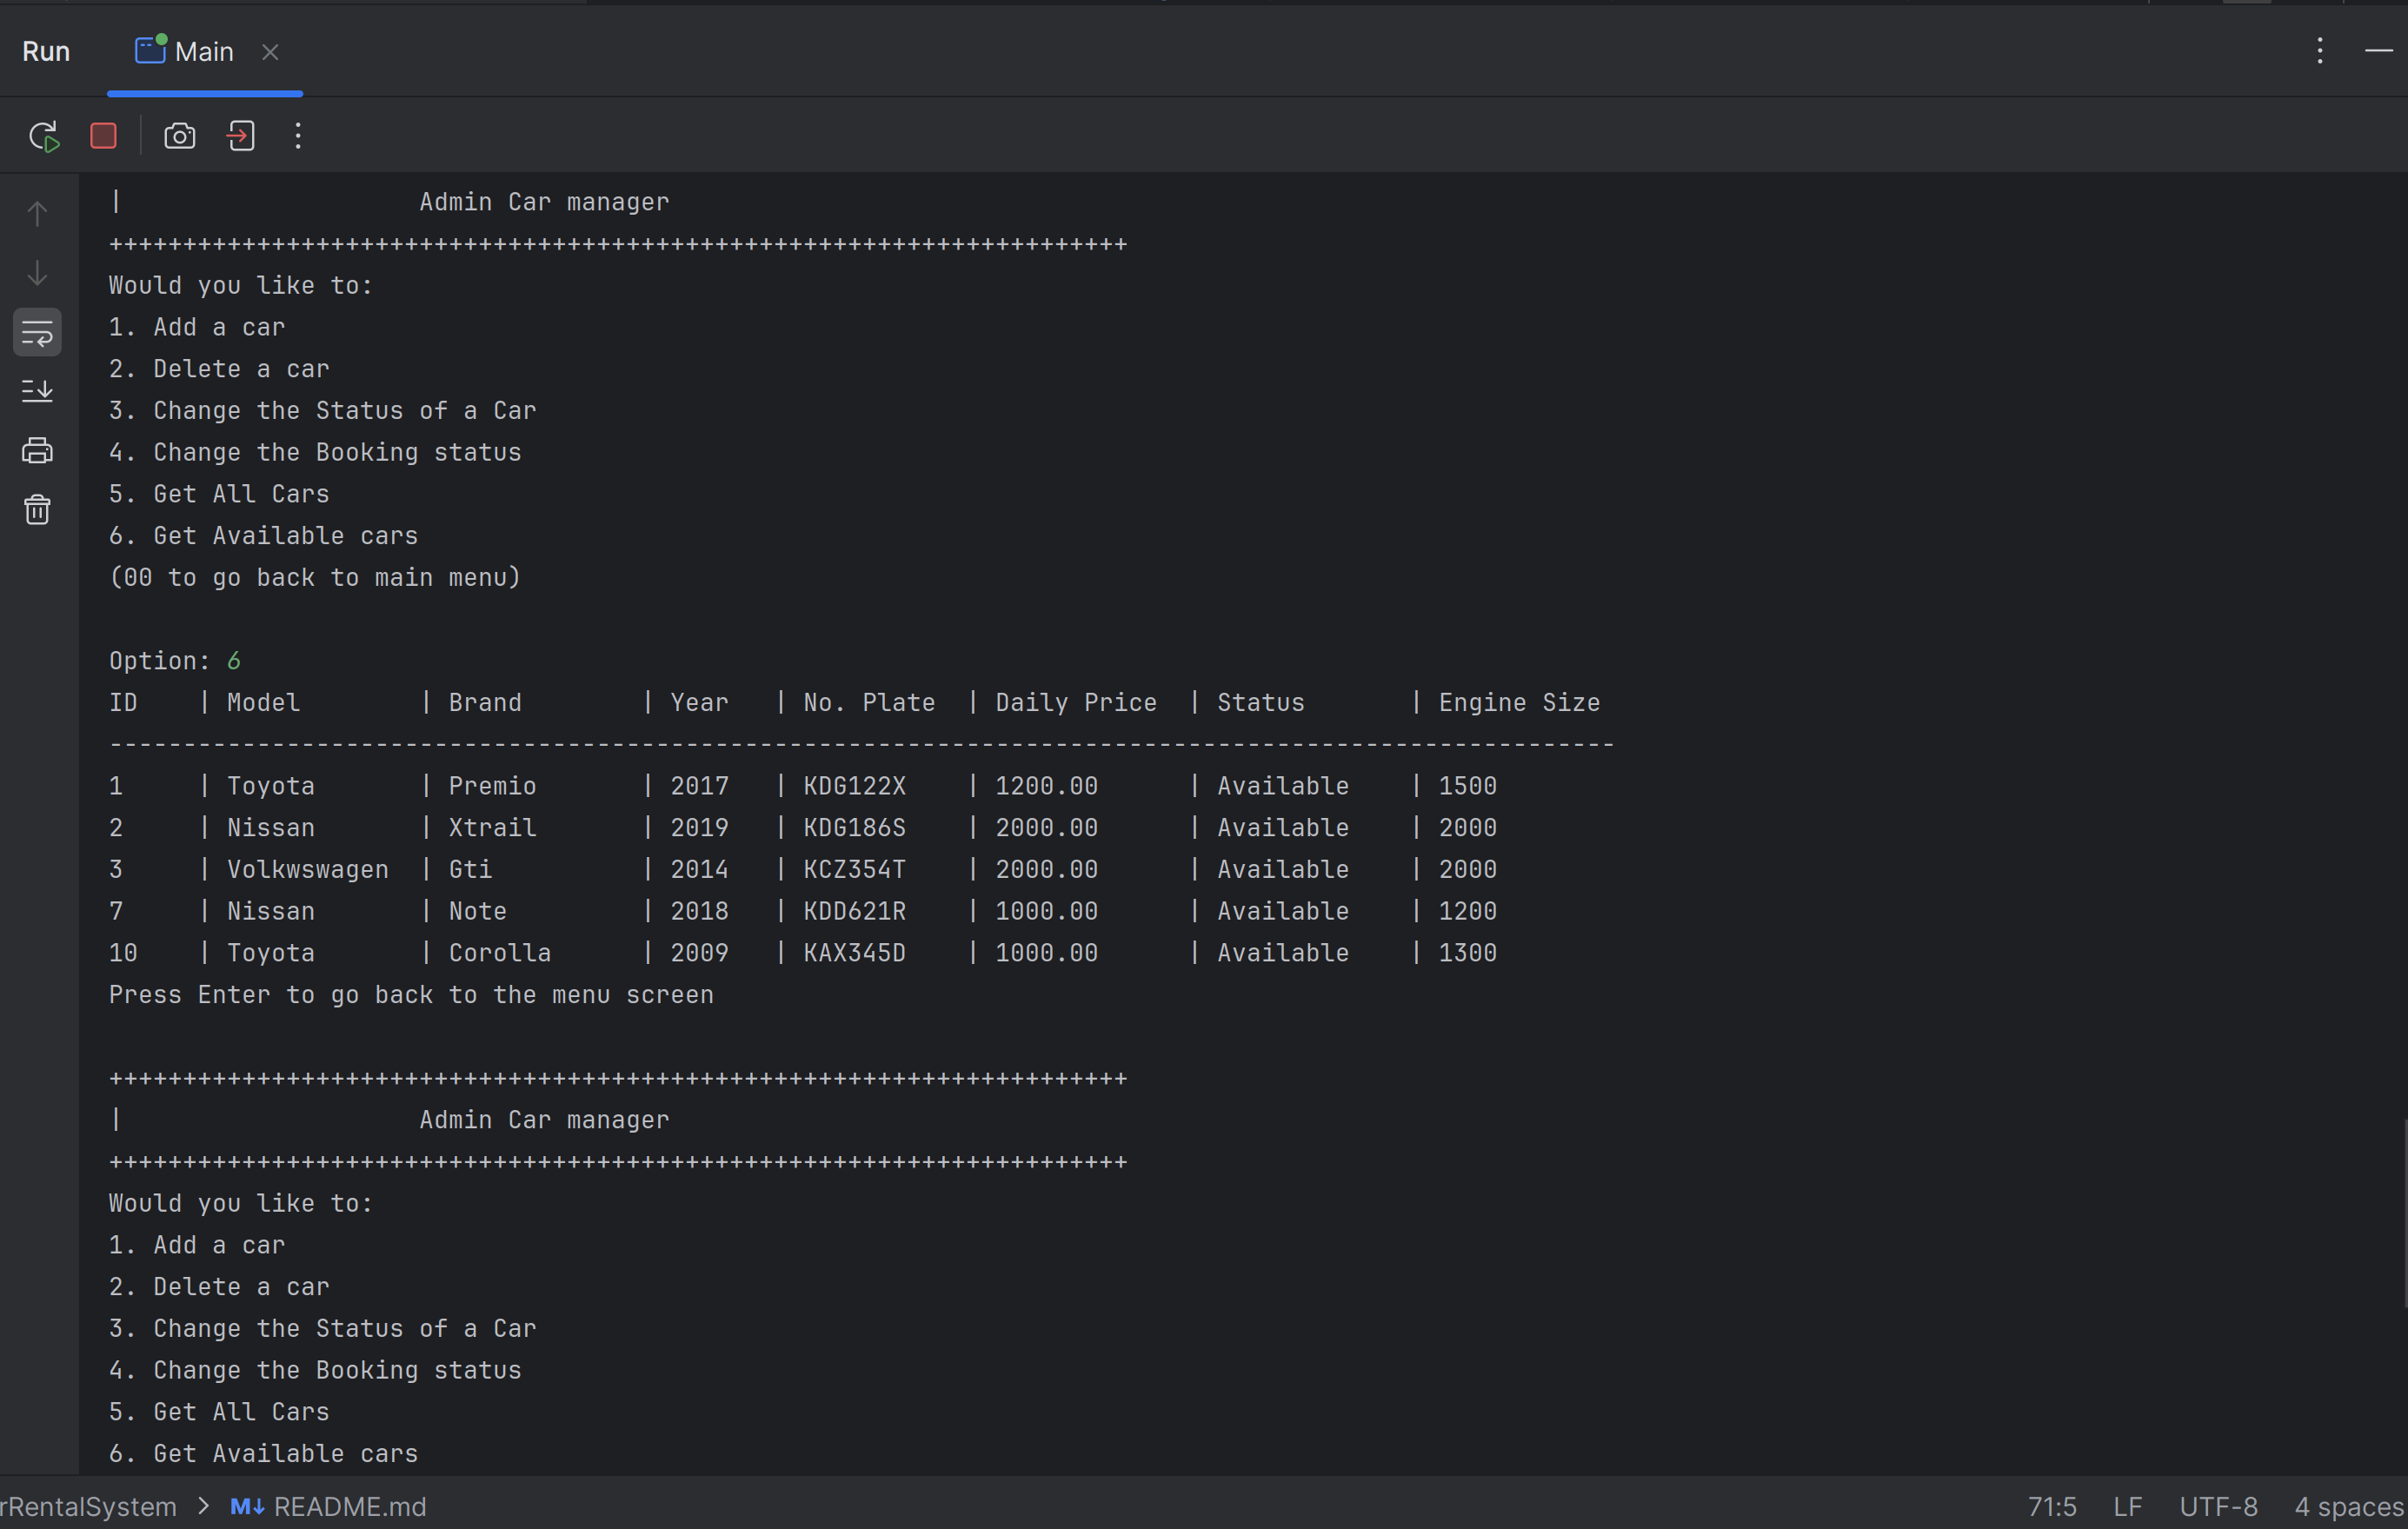 Run Main
| Admin Car manager
+++++++++++++++++++++++++++++++++++++++++++++++++++++++++++++++++++++
Would you like to:
1. Add a car
2. Delete a car
3. Change the Status of a Car
4. Change the Booking status
5. Get All Cars
6. Get Available cars
(00 to go back to main menu)
Option: 6
ID | Model | Brand | Year | No. Plate | Daily Price | Status | Engine Size
------------------------------------------------------------------------------------------------------
1 | Toyota | Premio | 2017 | KDG122X | 1200.00 | Available | 1500
2 | Nissan | Xtrail | 2019 | KDG186S | 2000.00 | Available | 2000
3 | Volkwswagen | Gti | 2014 | KCZ354T | 2000.00 | Available | 2000
7 | Nissan | Note | 2018 | KDD621R | 1000.00 | Available | 1200
10 | Toyota | Corolla | 2009 | KAX345D | 1000.00 | Available | 1300
Press Enter to go back to the menu screen
+++++++++++++++++++++++++++++++++++++++++++++++++++++++++++++++++++++
| Admin Car manager
+++++++++++++++++++++++++++++++++++++++++++++++++++++++++++++++++++++
Would you like to:
1. Add a car
2. Delete a car
3. Change the Status of a Car
4. Change the Booking status
5. Get All Cars
6. Get Available cars
rRentalSystem > M↓ README.md 71:5 LF UTF-8 4 spaces